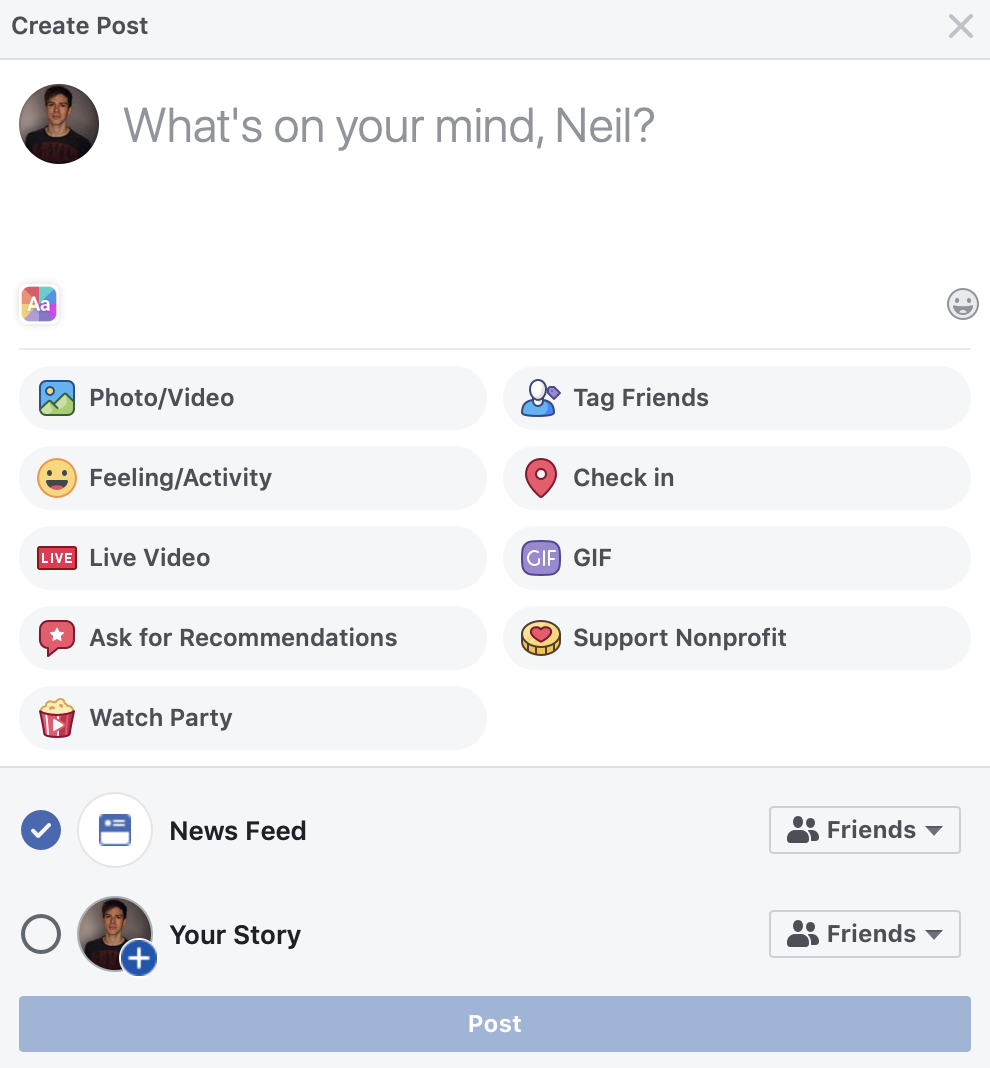 Create Post
What's on your mind, Neil?
Aa
Photo/Video
Tag Friends
Feeling/Activity
Check in
LIVE Live Video
GIF GIF
Ask for Recommendations
Support Nonprofit
Watch Party
News Feed
Friends
Your Story
Friends
Post